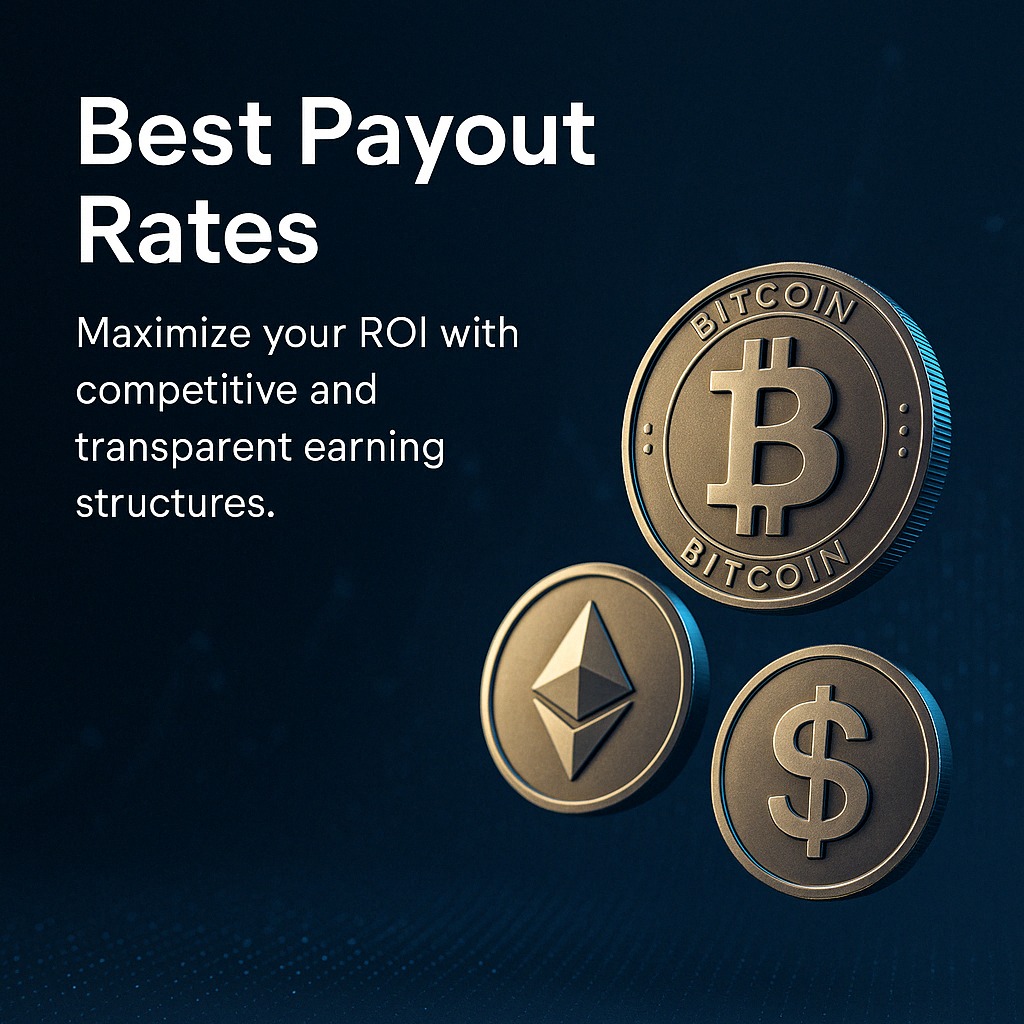 Best Payout
Rates
Maximize your ROI with
competitive and
transparent earning
structures.
BITCOIN
B
BITCOIN
$